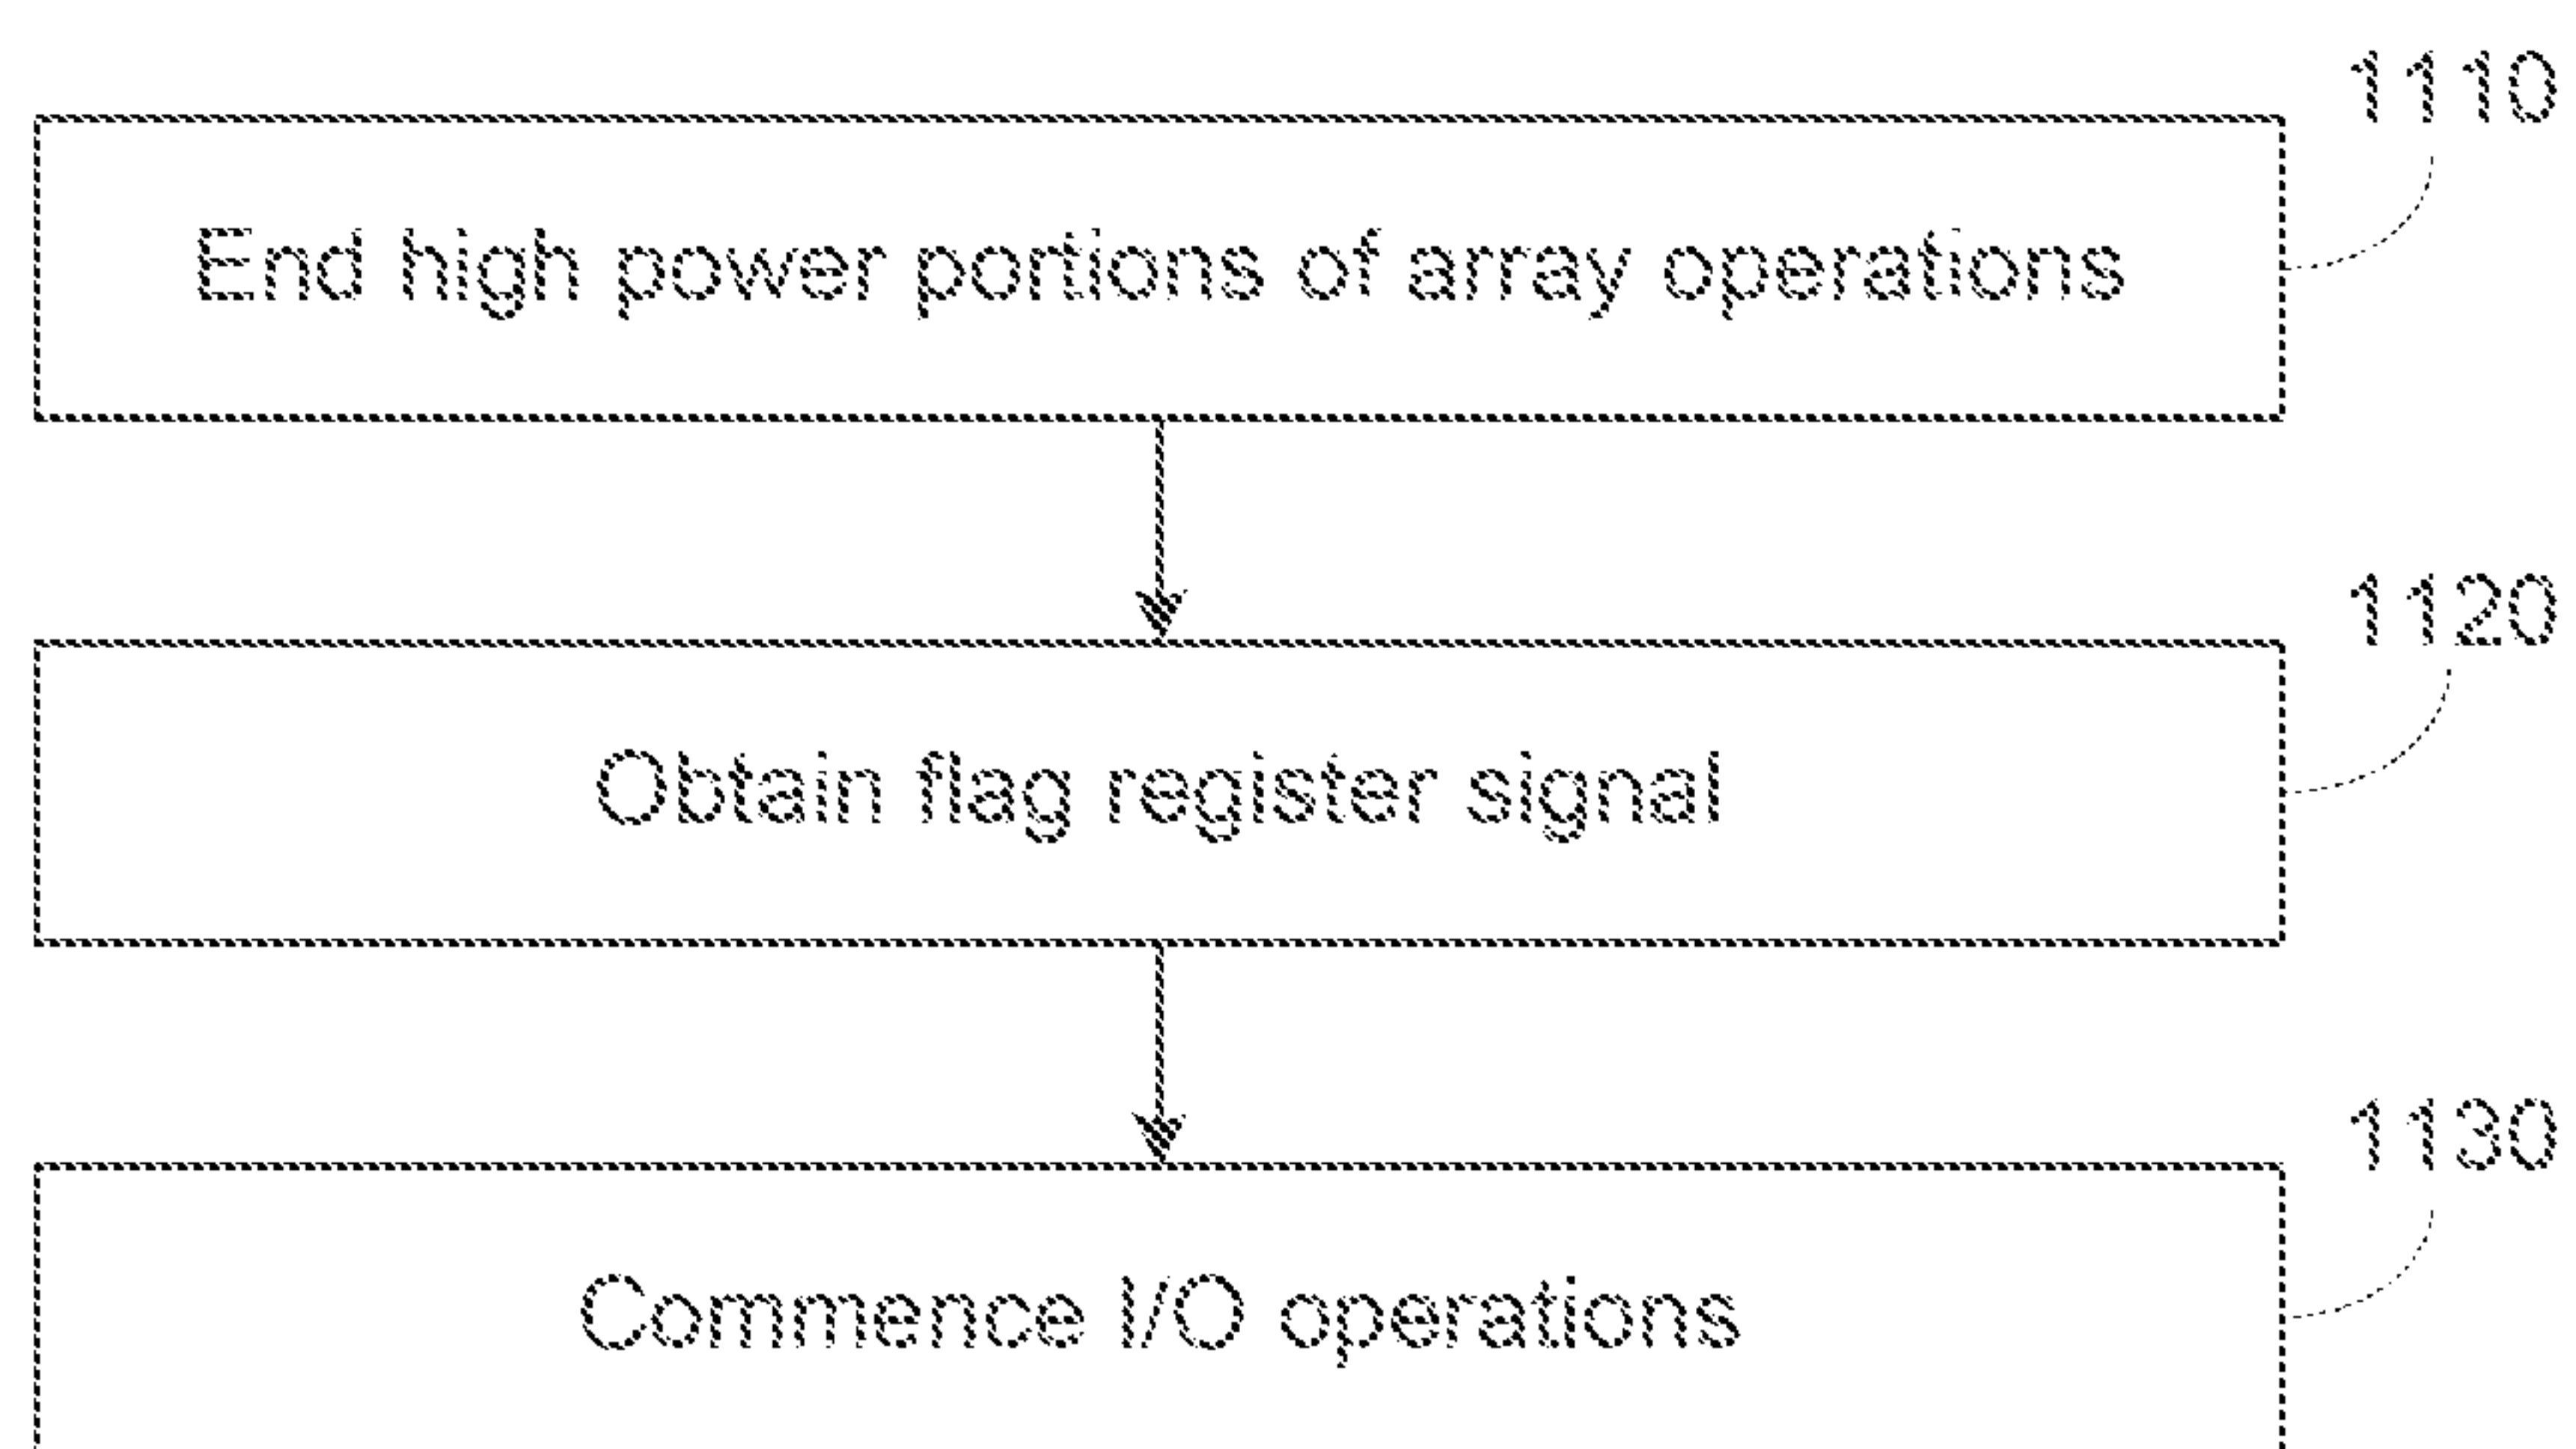 1110
End high power portions of array operations
1120
Obtain flag register signal
1130
Commence I/O operations